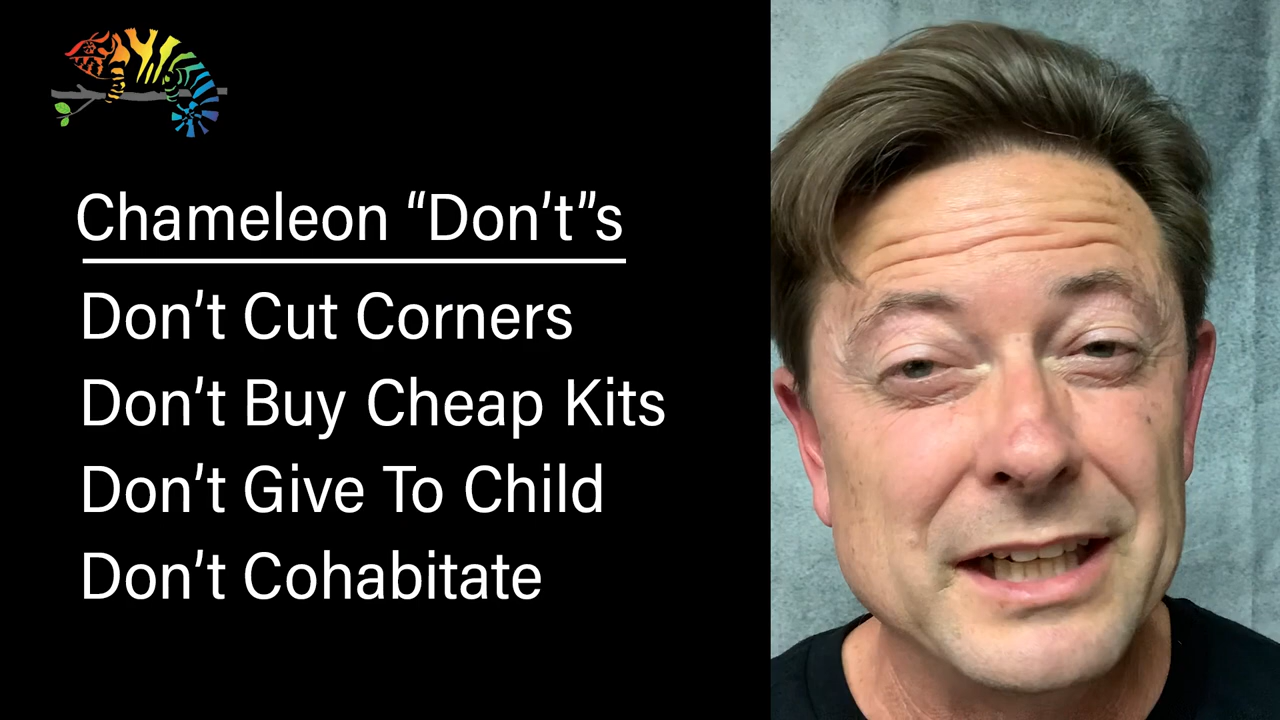 Chameleon “Don’t”s
Don’t Cut Corners
Don’t Buy Cheap Kits
Don’t Give To Child
Don’t Cohabitate